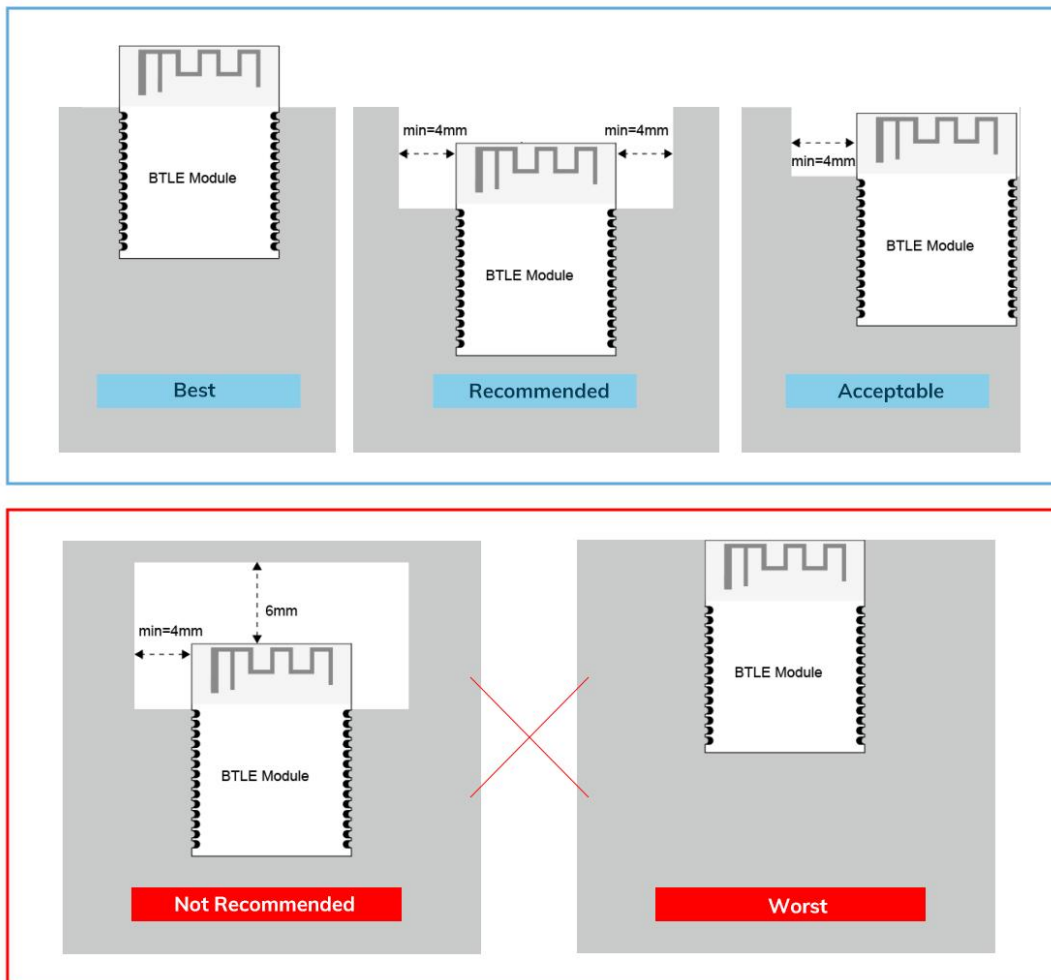 BTLE Module
Best
min=4mm
min=4mm
BTLE Module
Recommended
min=4mm
BTLE Module
Acceptable
6mm
min=4mm
BTLE Module
Not Recommended
BTLE Module
Worst